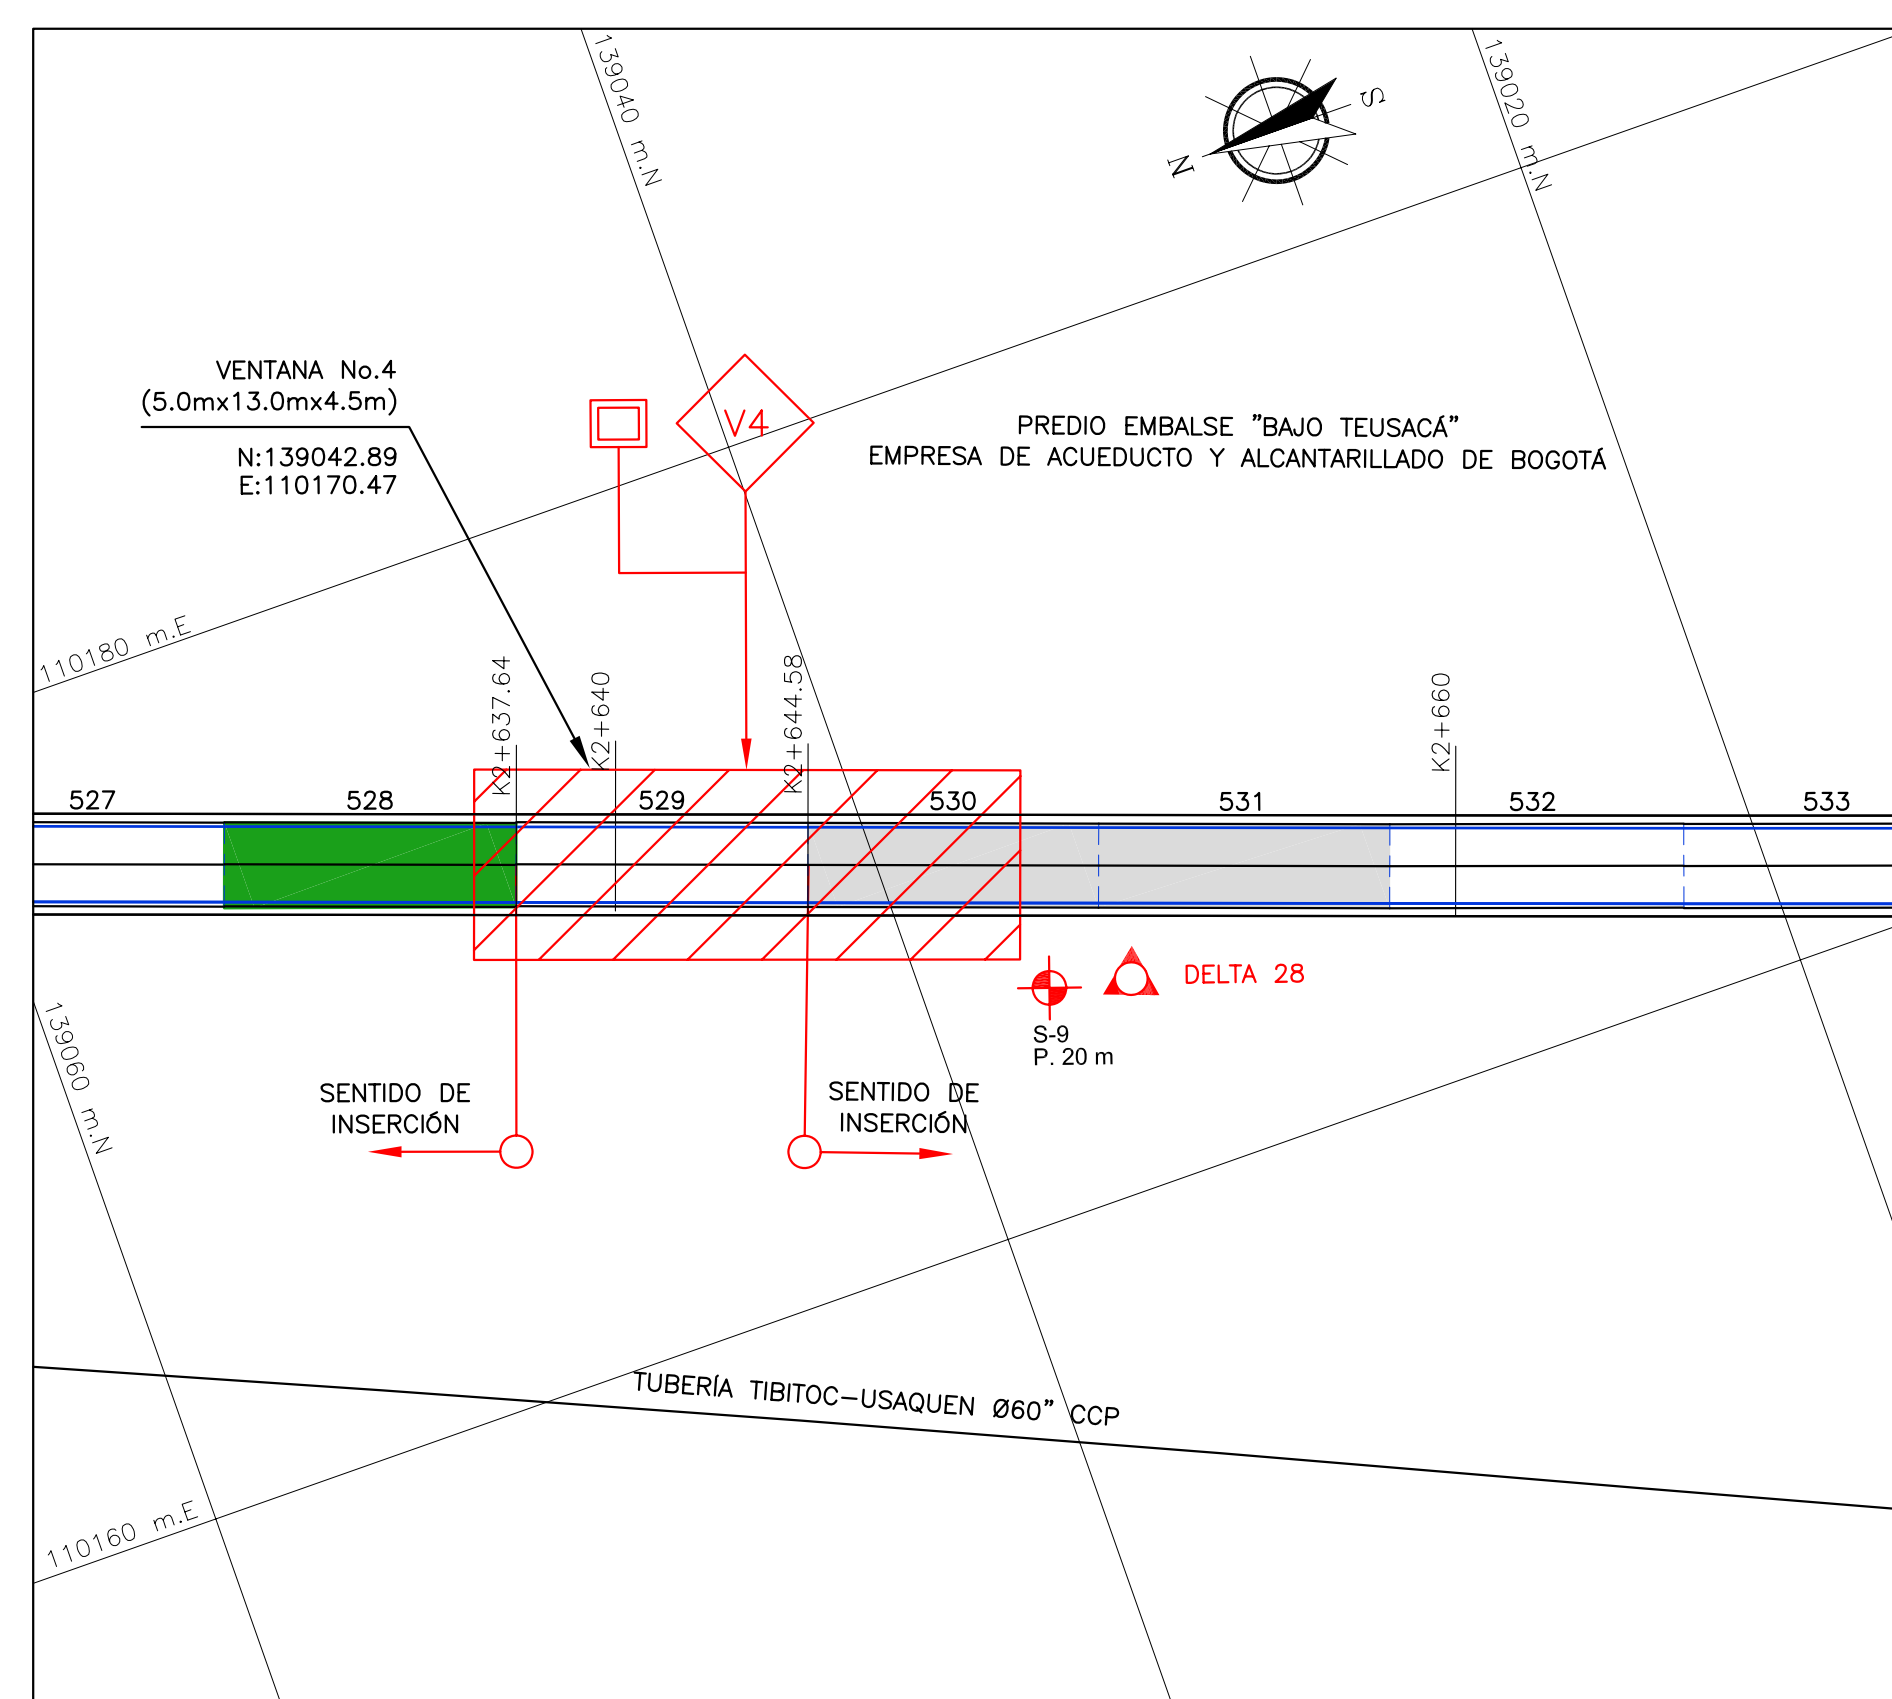 139040 m.N
139020 m.N
S
N
VENTANA No.4
(5.0mx13.0mx4.5m)
N:139042.89
E:110170.47
V4
PREDIO EMBALSE "BAJO TEUSACÁ"
EMPRESA DE ACUEDUCTO Y ALCANTARILLADO DE BOGOTÁ
110180 m.E
K2+637.64
K2+640
K2+644.58
K2+660
527
528
529
530
531
532
533
DELTA 28
S-9
P. 20 m
139060 m.N
SENTIDO DE
INSERCIÓN
SENTIDO DE
INSERCIÓN
TUBERÍA TIBITOC-USAQUEN Ø60" CCP
110160 m.E